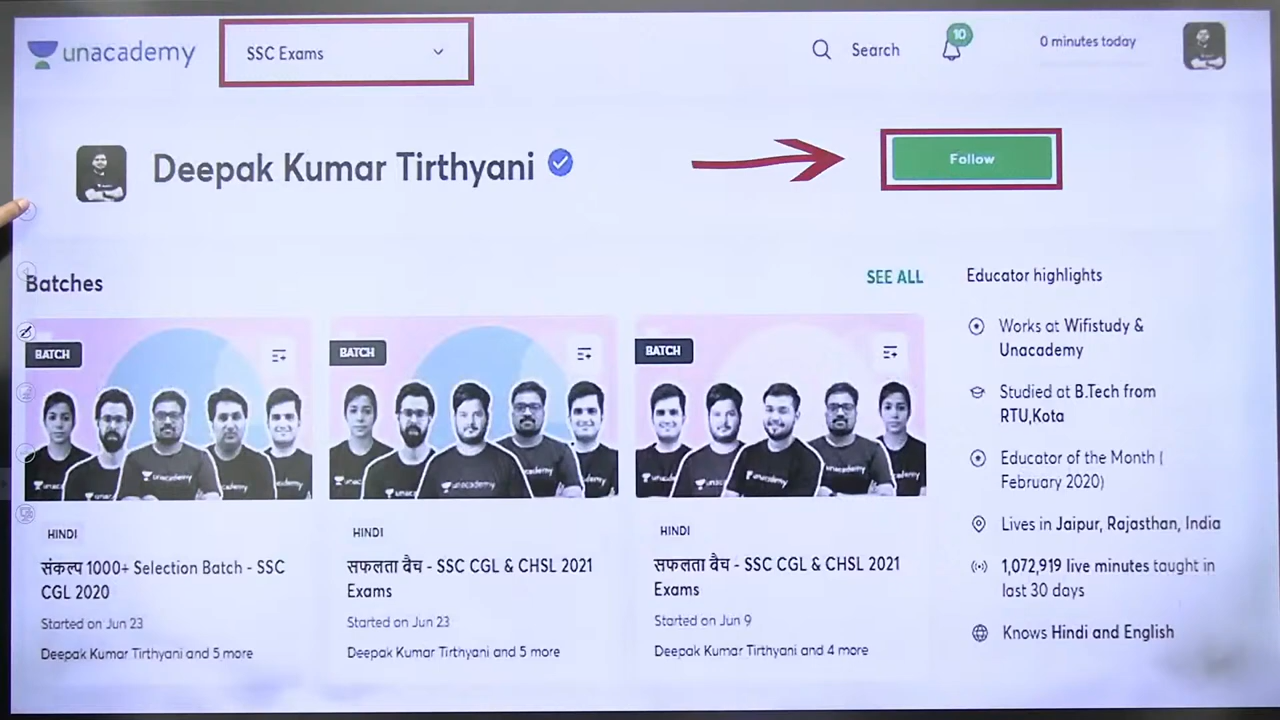 unacademy
SSC Exams
Search
10
0 minutes today
Deepak Kumar Tirthyani
Follow
Batches
SEE ALL
BATCH
BATCH
BATCH
unacademy
unacademy
unacademy
HINDI
संकल्प 1000+ Selection Batch - SSC
CGL 2020
Started on Jun 23
Deepak Kumar Tirthyani and 5 more
HINDI
सफलता बैच - SSC CGL & CHSL 2021
Exams
Started on Jun 23
Deepak Kumar Tirthyani and 5 more
HINDI
सफलता बैच - SSC CGL & CHSL 2021
Exams
Started on Jun 9
Deepak Kumar Tirthyani and 4 more
Educator highlights
Works at Wifistudy &
Unacademy
Studied at B.Tech from
RTU,Kota
Educator of the Month (
February 2020)
Lives in Jaipur, Rajasthan, India
1,072,919 live minutes taught in
last 30 days
Knows Hindi and English